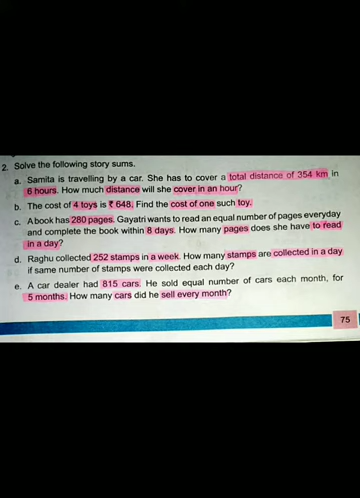 2. Solve the following story sums.
a. Samita is travelling by a car. She has to cover a total distance of 354 km in
6 hours. How much distance will she cover in an hour?
b. The cost of 4 toys is ₹ 648. Find the cost of one such toy.
c. A book has 280 pages. Gayatri wants to read an equal number of pages everyday
and complete the book within 8 days. How many pages does she have to read
in a day?
d. Raghu collected 252 stamps in a week. How many stamps are collected in a day
if same number of stamps were collected each day?
e. A car dealer had 815 cars. He sold equal number of cars each month, for
5 months. How many cars did he sell every month?
75